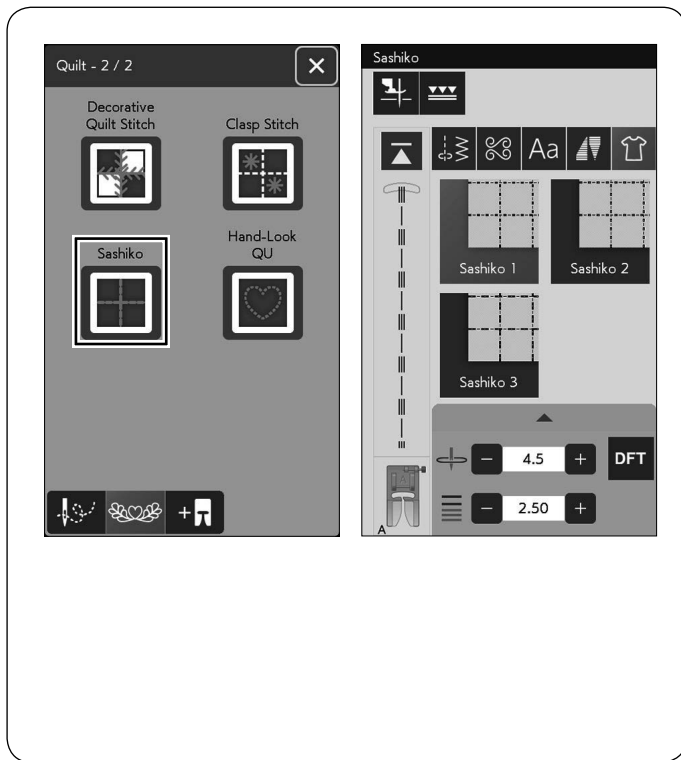 Quilt - 2 / 2
Decorative
Quilt Stitch
Clasp Stitch
Sashiko
Hand-Look
QU
Sashiko
Aa
Sashiko 1
Sashiko 2
Sashiko 3
4.5
DFT
2.50
A